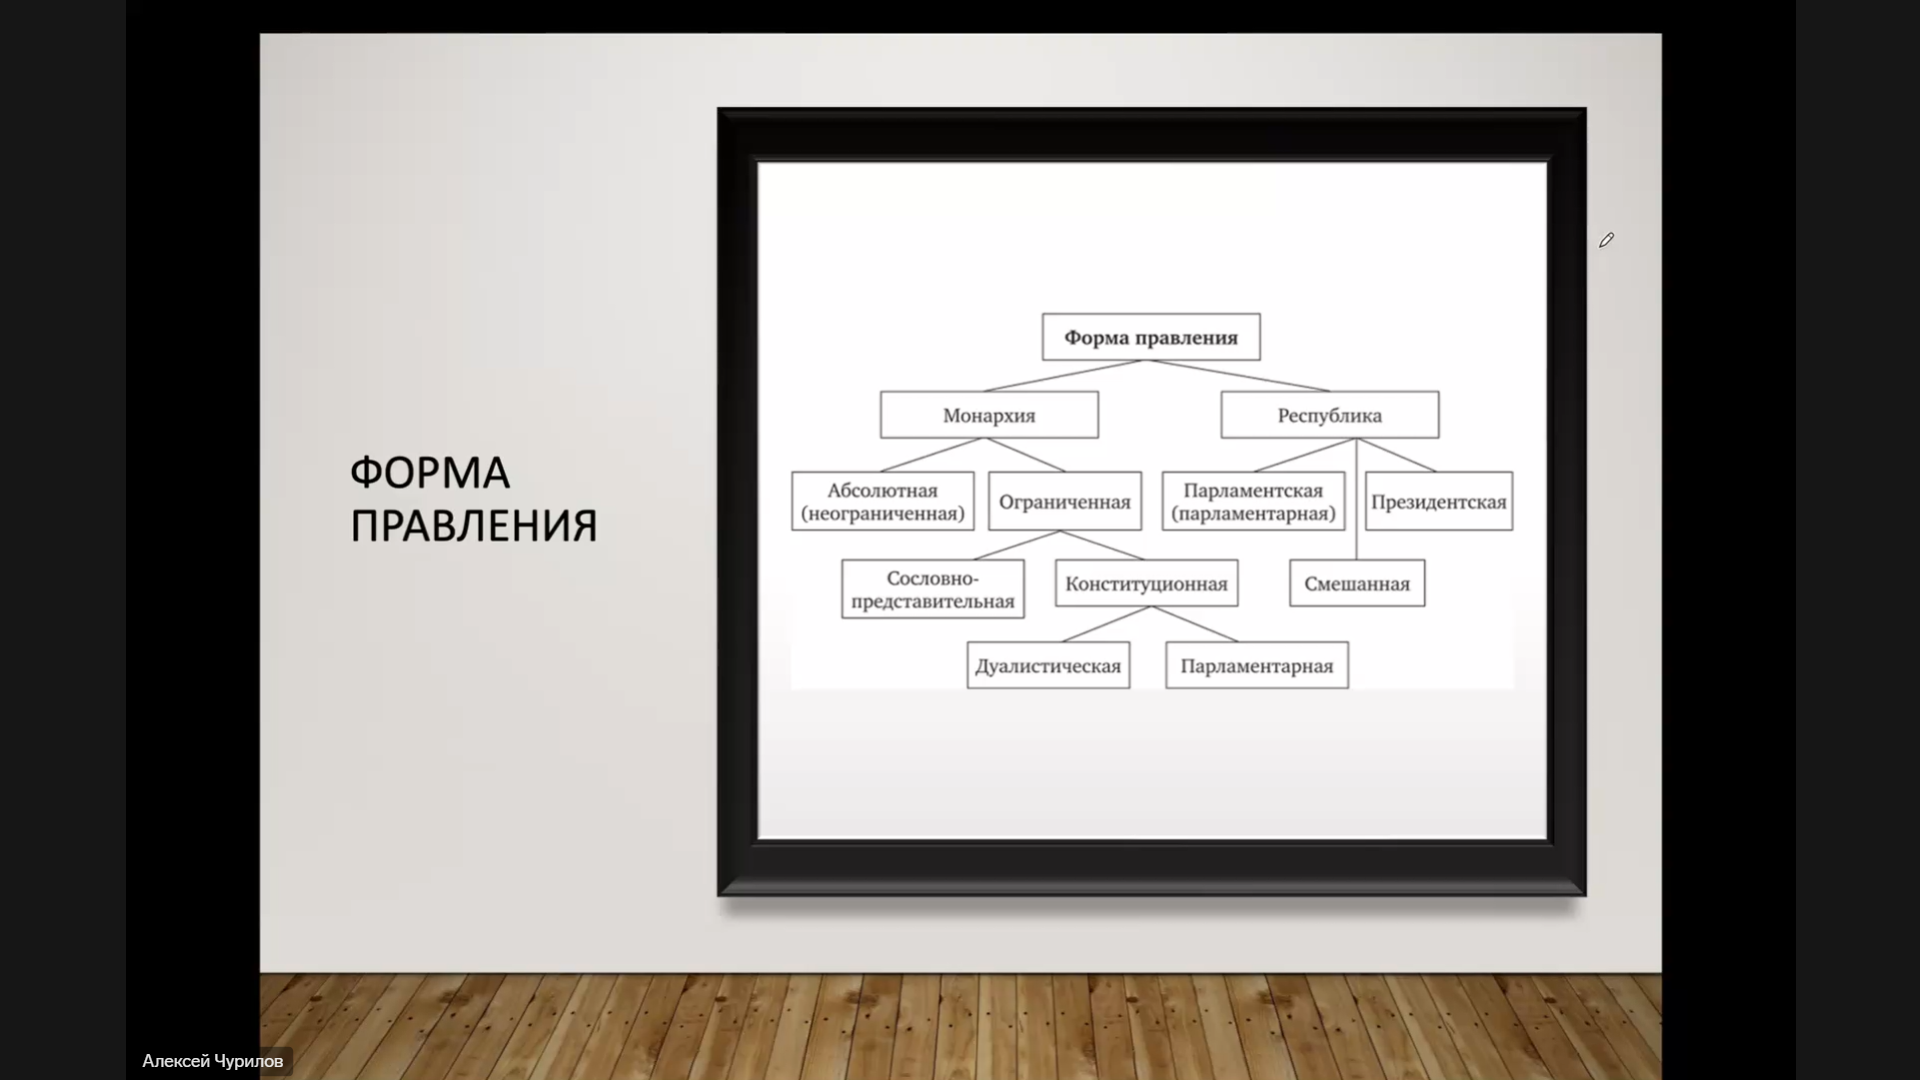 ФОРМА
ПРАВЛЕНИЯ
Форма правления
Монархия
Республика
Абсолютная
(неограниченная)
Ограниченная
Парламентская
(парламентарная)
Президентская
Сословно-
представительная
Конституционная
Смешанная
Дуалистическая
Парламентарная
Алексей Чурилов